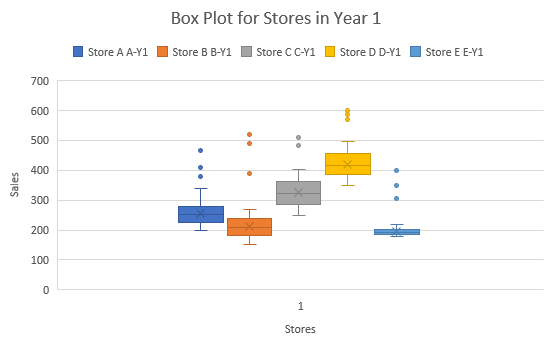 Box Plot for Stores in Year 1
Store A A-Y1 Store B B-Y1 Store C C-Y1 Store D D-Y1 Store E E-Y1
700
600
500
400
300
200
100
0
Sales
1
Stores